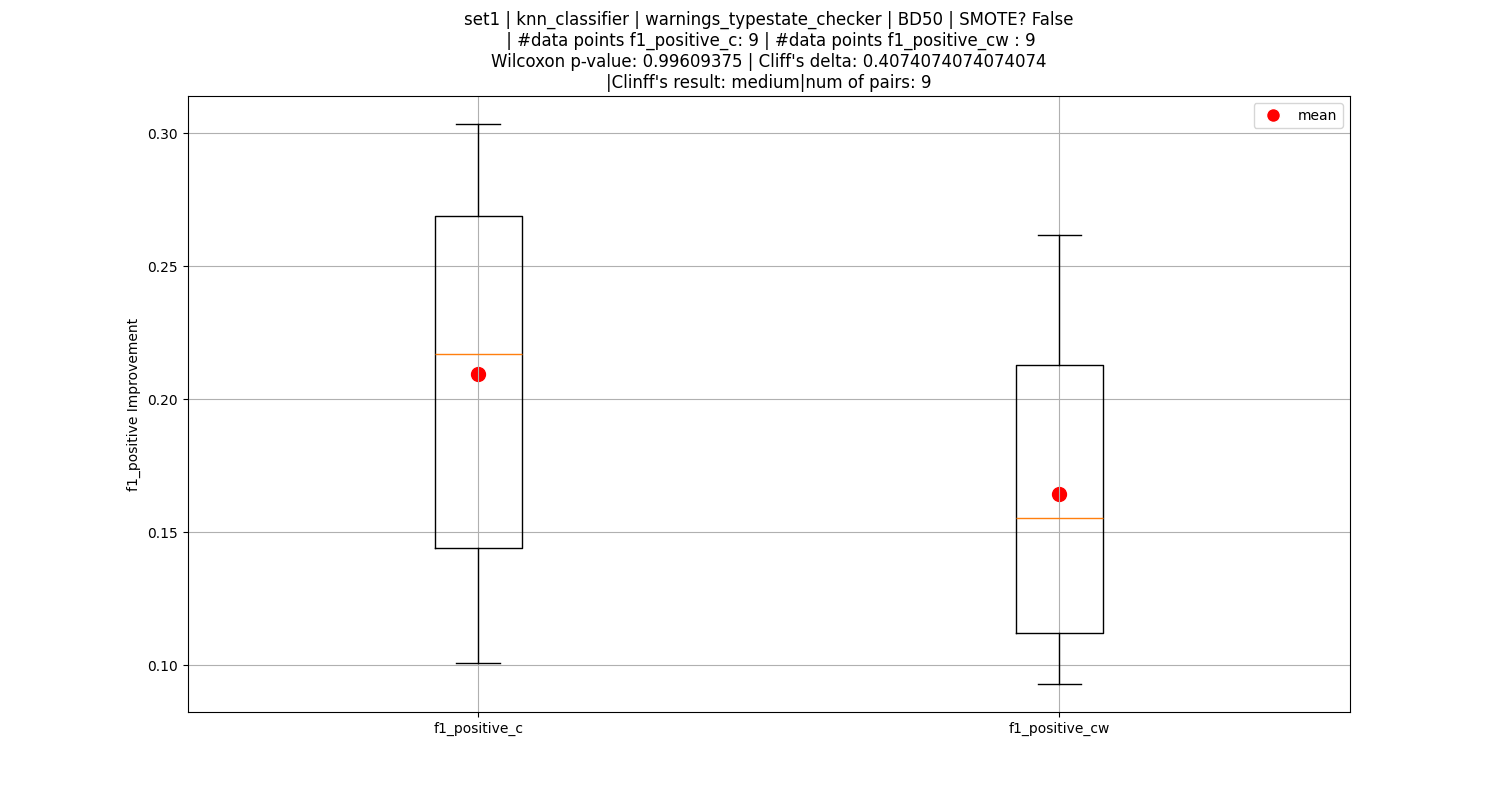 set1 | knn_classifier | warnings_typestate_checker | BD50 | SMOTE? False
| #data points f1_positive_c: 9 | #data points f1_positive_cw : 9
Wilcoxon p-value: 0.99609375 | Cliff's delta: 0.4074074074074074
|Clinff's result: medium|num of pairs: 9
mean
0.30
0.25
0.20
0.15
0.10
f1_positive Improvement
f1_positive_c
f1_positive_cw